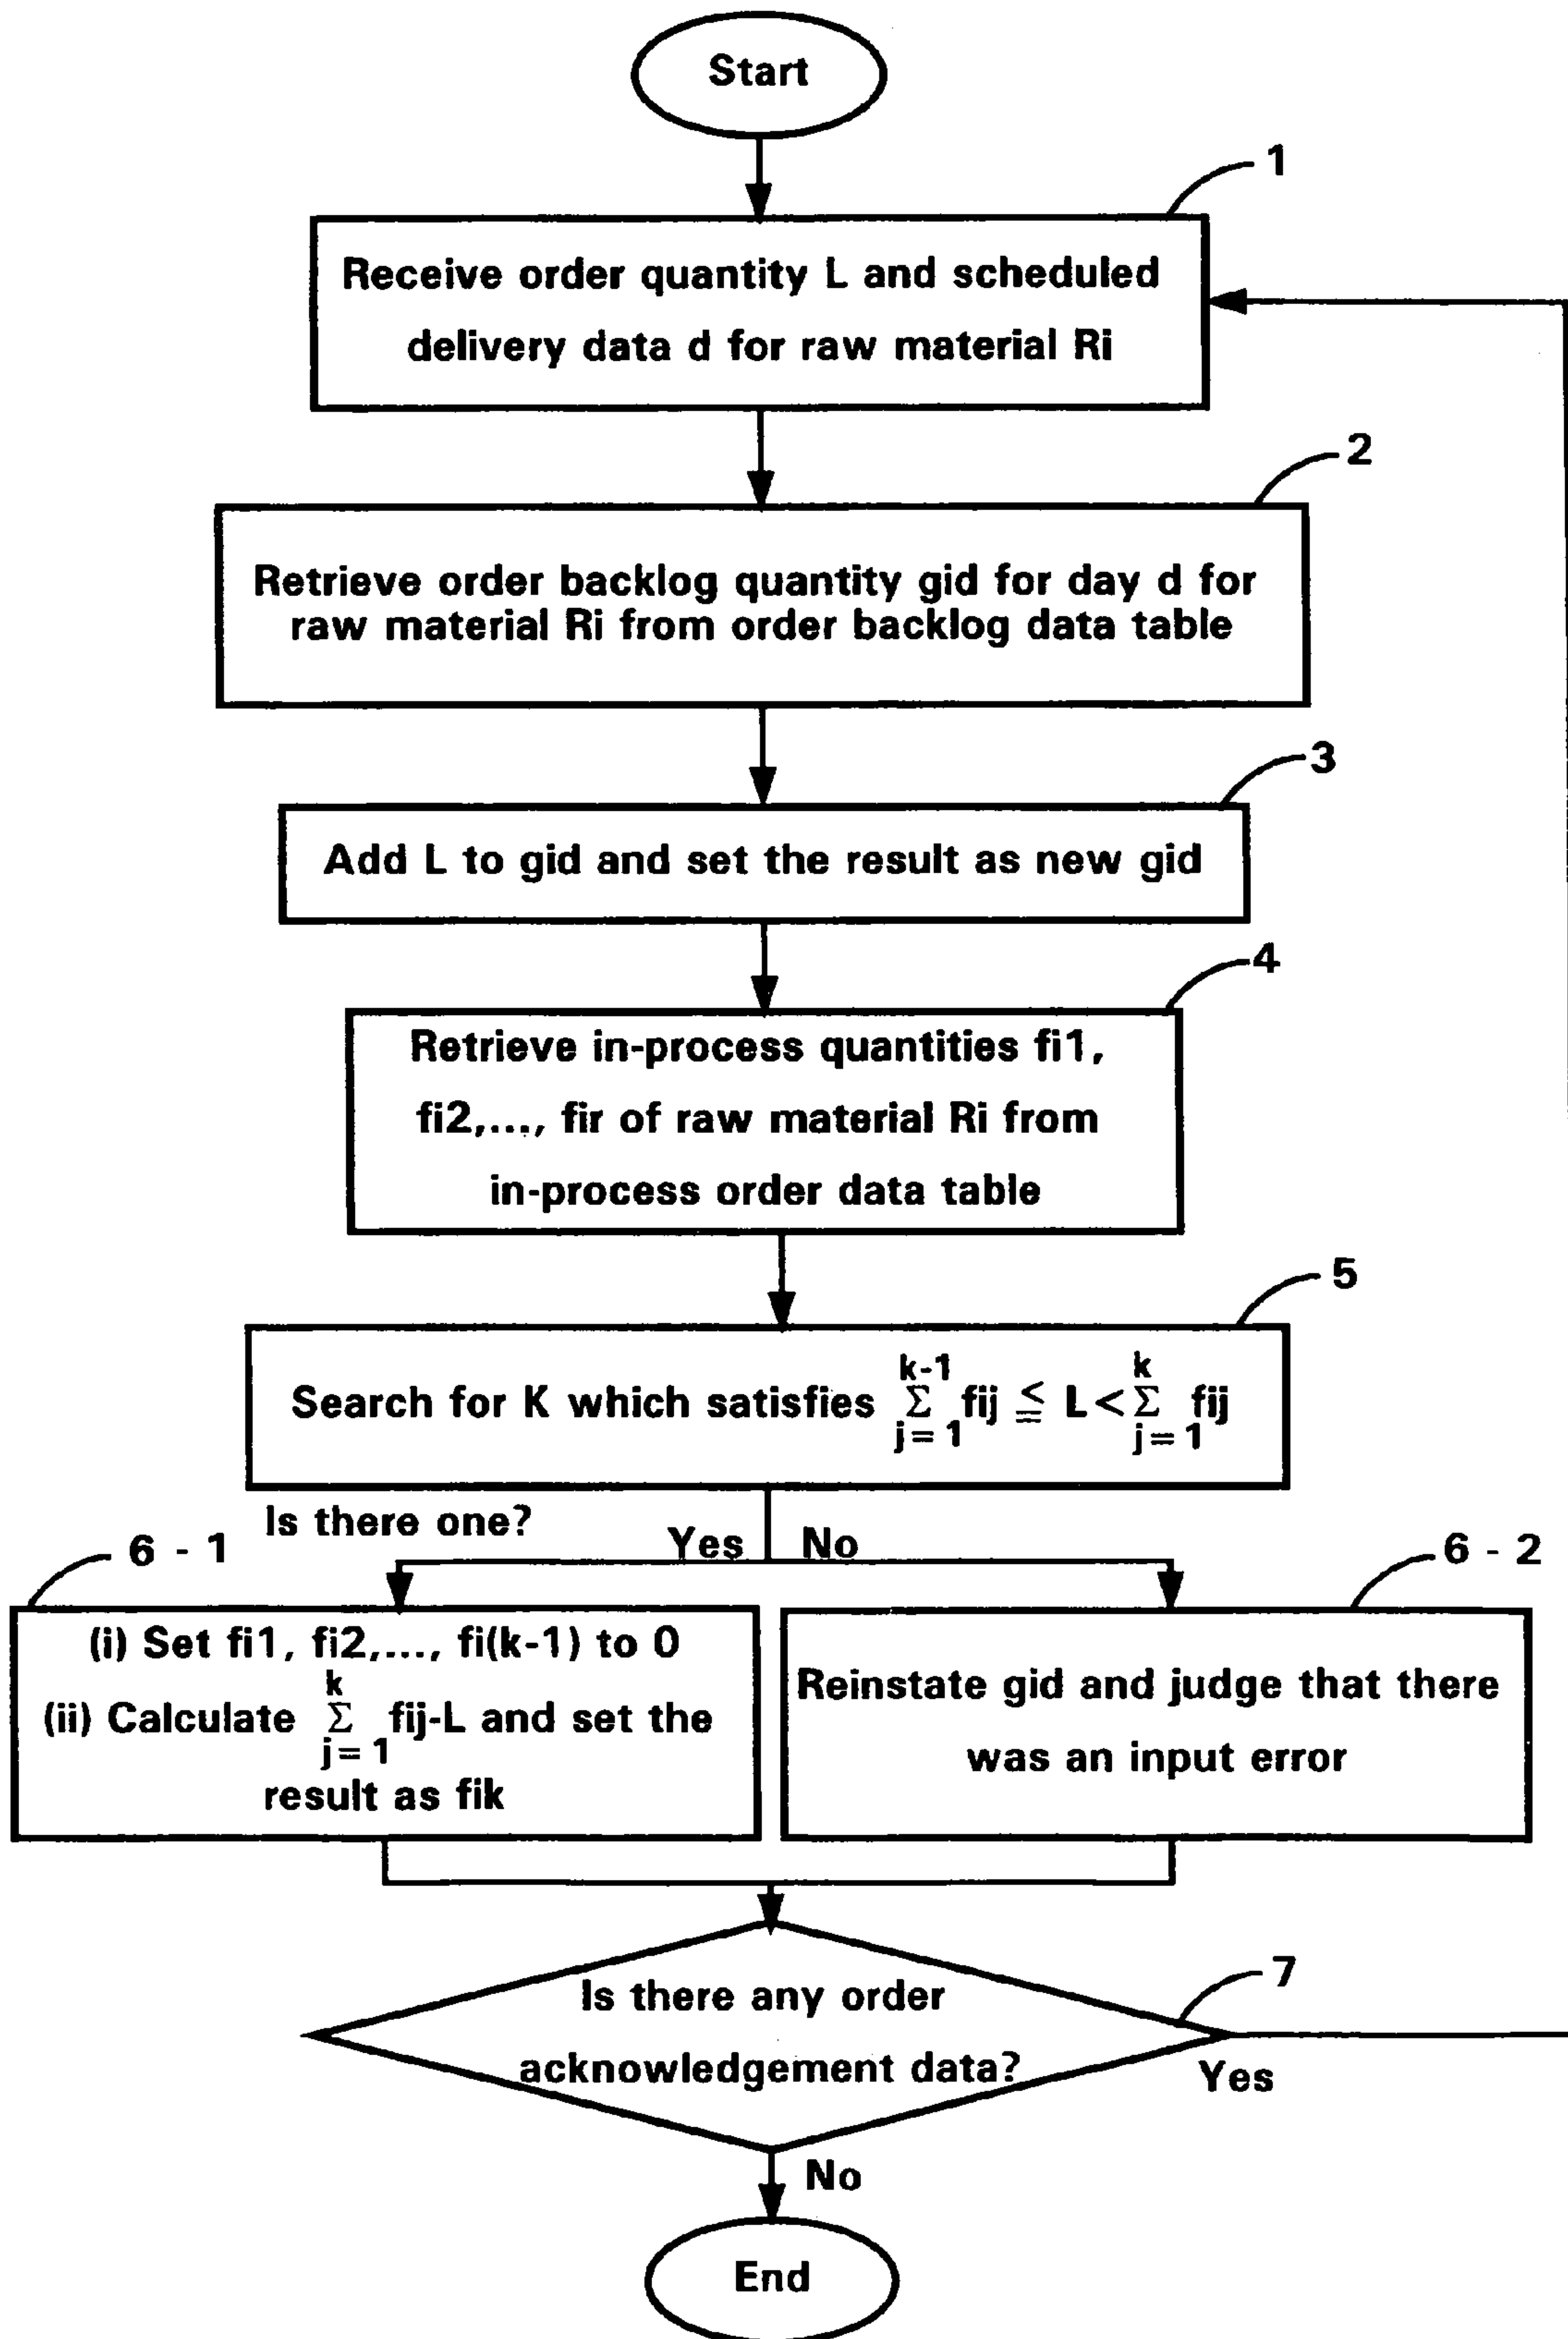 Start
1
Receive order quantity L and scheduled
delivery data d for raw material Ri
2
Retrieve order backlog quantity gid for day d for
raw material Ri from order backlog data table
3
Add L to gid and set the result as new gid
4
Retrieve in-process quantities fi1,
fi2,..., fir of raw material Ri from
in-process order data table
5
k-1 k
Search for K which satisfies Σ fij ≦ L < Σ fij
j=1 j=1
Is there one?
Yes No
6 - 1
6 - 2
(i) Set fi1, fi2,..., fi(k-1) to 0
k
(ii) Calculate Σ fij-L and set the
j=1
result as fik
Reinstate gid and judge that there
was an input error
7
Is there any order
acknowledgement data?
Yes
No
End